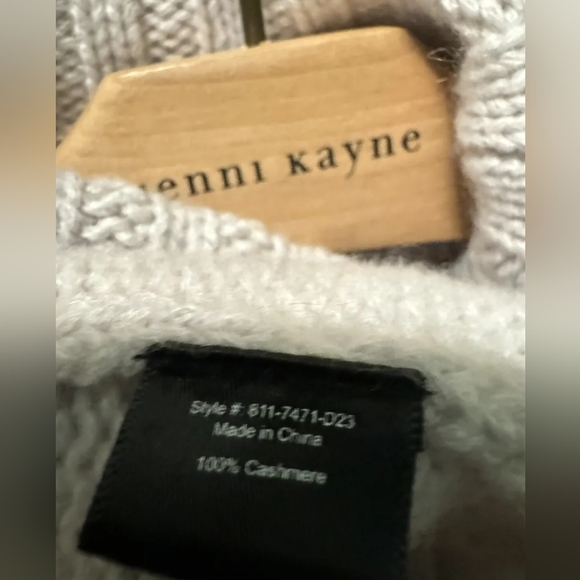 enni Kayne
Style #: 611-7471-D23
Made in China
100% Cashmere